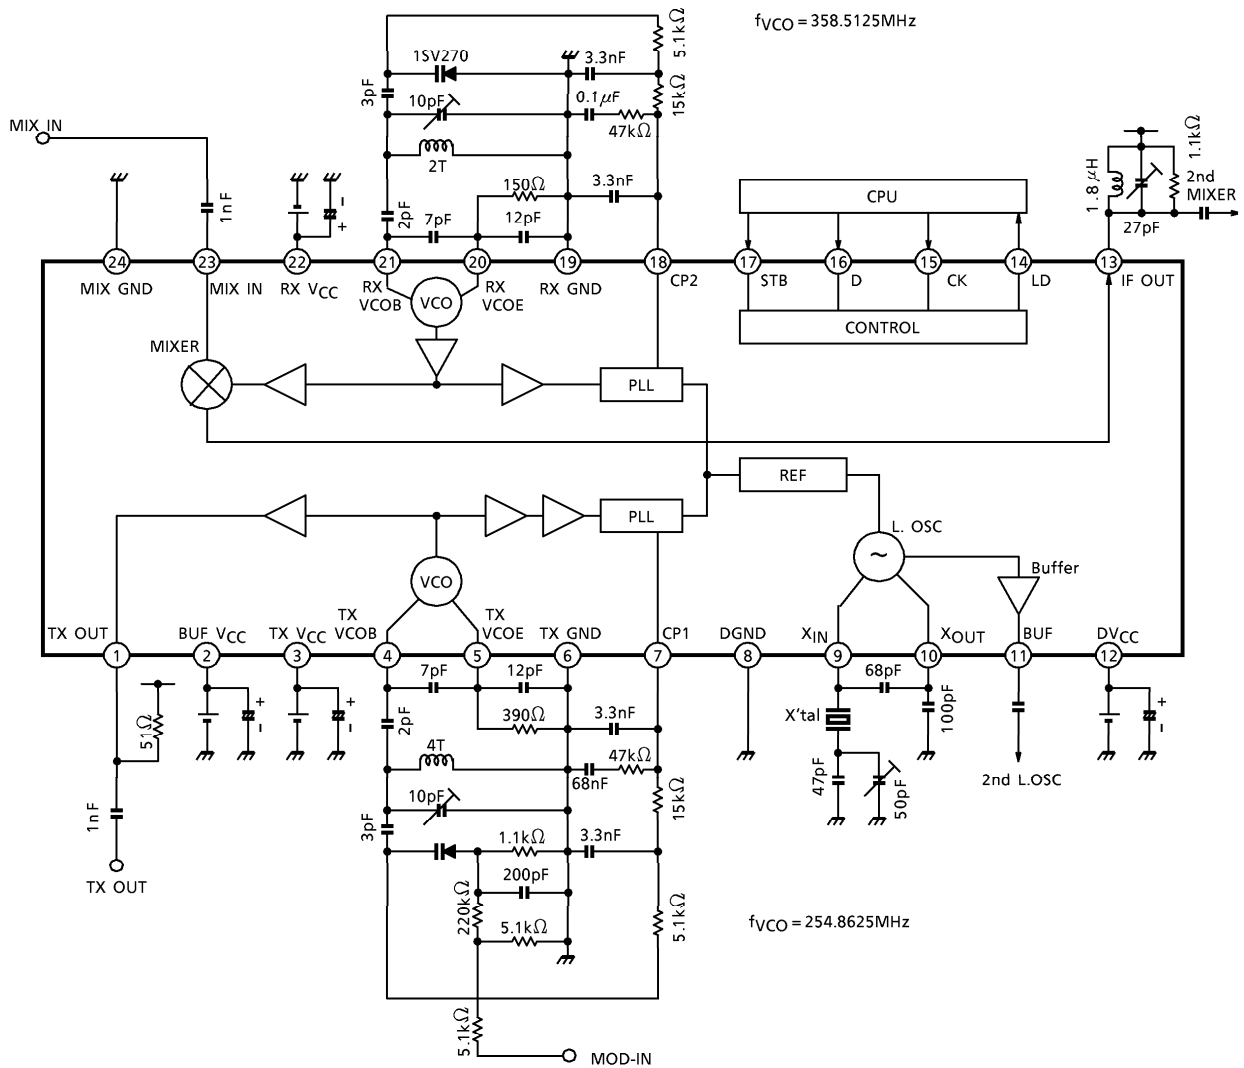 fVCO = 358.5125MHz
5.1kΩ
1SV270
3.3nF
3pF
10pF
0.1μF
15kΩ
47kΩ
MIX IN
2T
1.8μH
1.1kΩ
2nd
MIXER
27pF
150Ω
3.3nF
1nF
2pF
7pF
12pF
CPU
24
23
22
21
20
19
18
17
16
15
14
13
MIX GND
MIX IN
RX VCC
RX
VCOB
VCO
RX
VCOE
RX GND
CP2
STB
D
CK
LD
IF OUT
CONTROL
MIXER
PLL
REF
PLL
L. OSC
~
Buffer
VCO
TX OUT
BUF VCC
TX VCC
TX
VCOB
TX
VCOE
TX GND
CP1
DGND
XIN
XOUT
BUF
DVCC
1
2
3
4
5
6
7
8
9
10
11
12
7pF
12pF
68pF
51Ω
2pF
390Ω
3.3nF
X'tal
100pF
4T
47kΩ
68nF
2nd L.OSC
47pF
50pF
1nF
10pF
15kΩ
3pF
1.1kΩ
3.3nF
TX OUT
200pF
220kΩ
5.1kΩ
5.1kΩ
fVCO = 254.8625MHz
5.1kΩ
MOD-IN